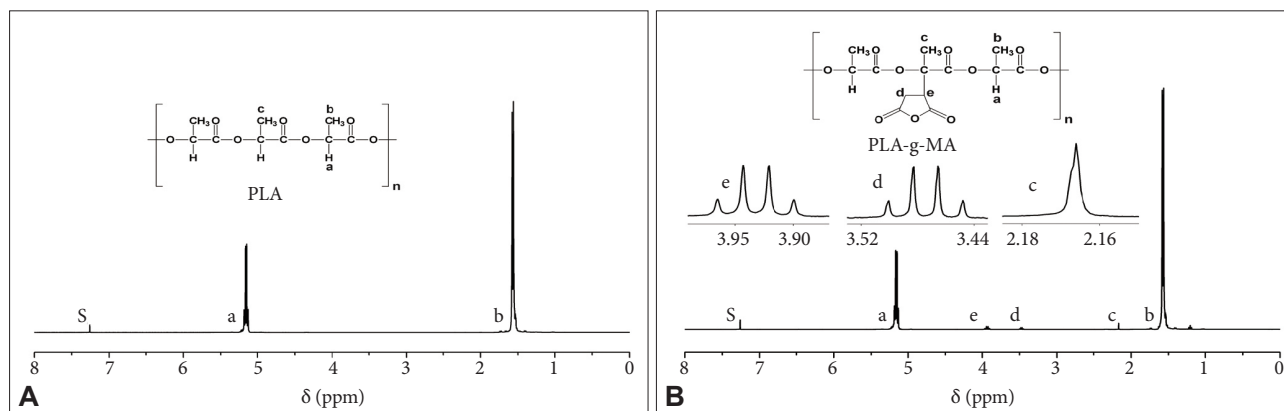 c b
CH₃ O CH₃ O CH₃ O
O C C O C C O C C O
H H H
a
n
PLA
S a b
8 7 6 5 4 3 2 1 0
δ (ppm)
A
c b
CH₃ O CH₃ O CH₃ O
O C C O C C O C C O
H d e H
a
O O O
n
PLA-g-MA
e d c
3.95 3.90 3.52 3.44 2.18 2.16
S a e d c b
8 7 6 5 4 3 2 1 0
δ (ppm)
B